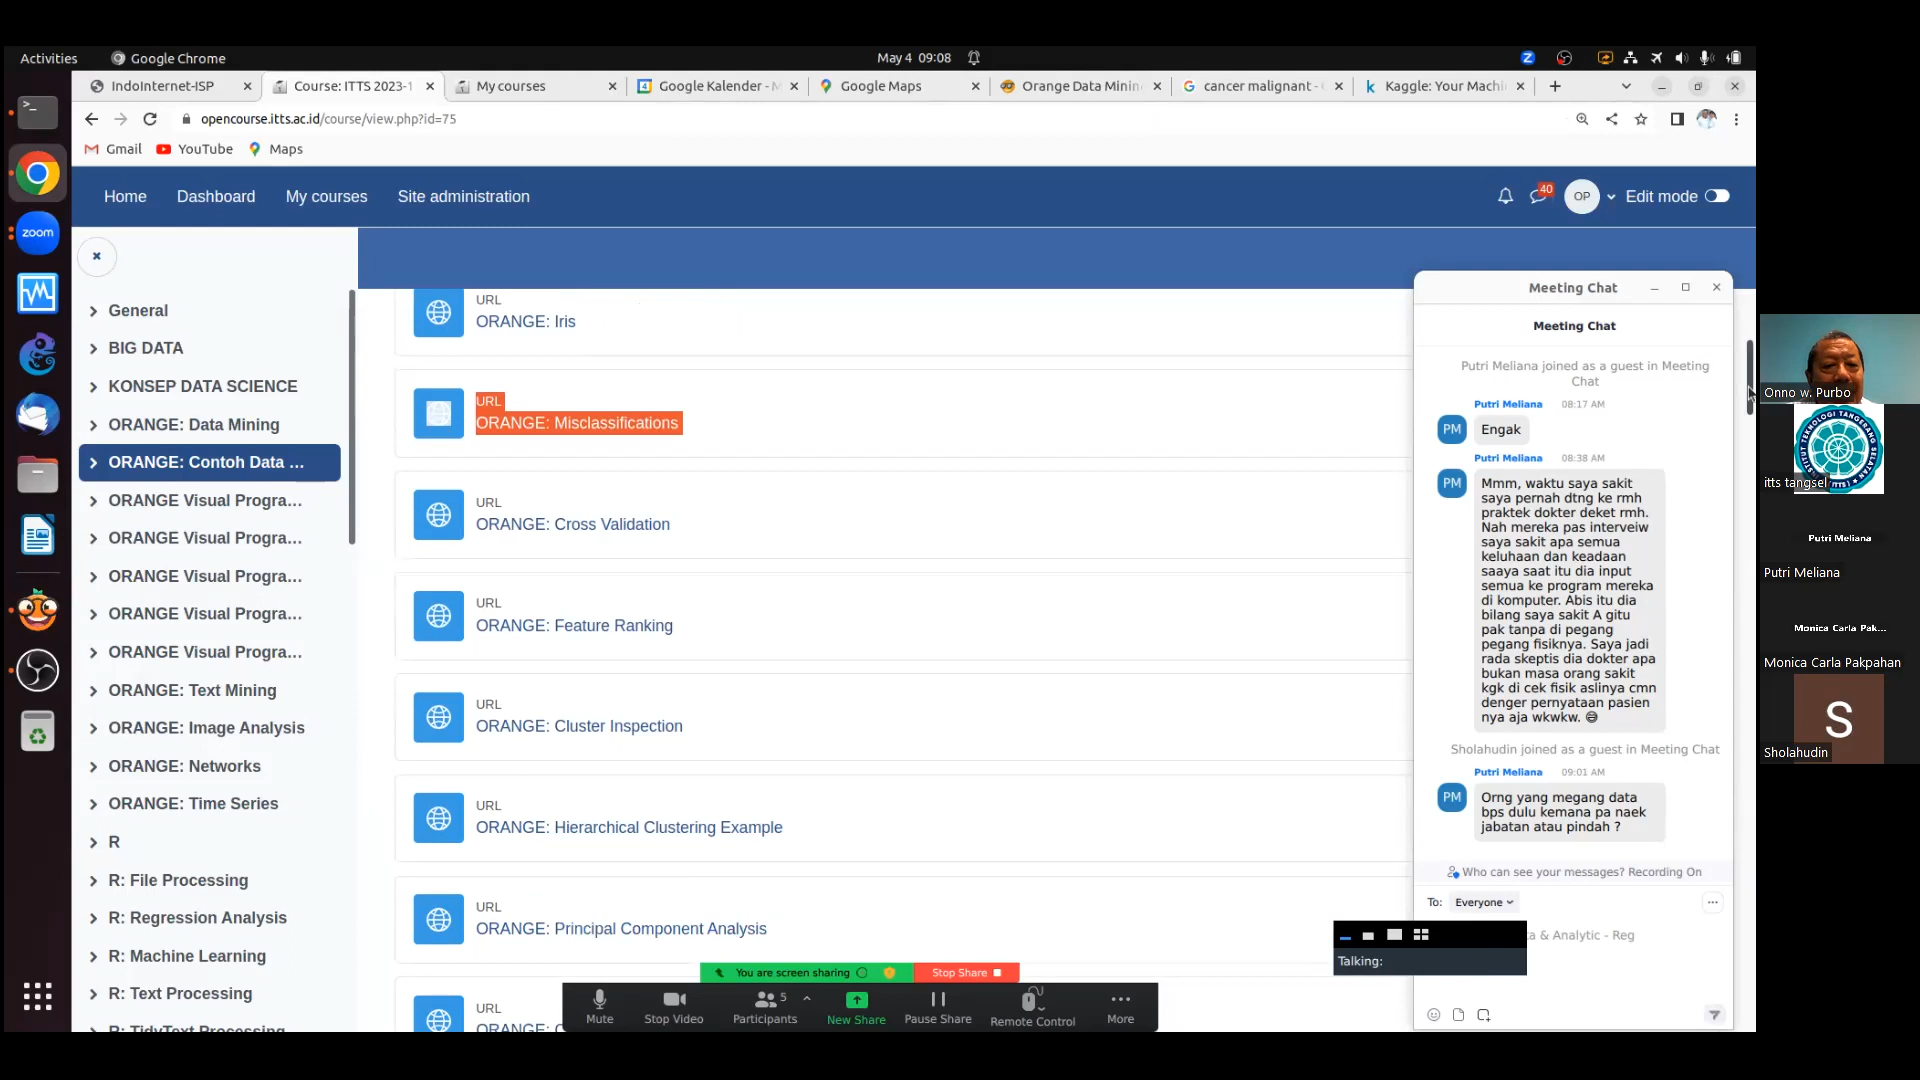 Activities
Google Chrome
May 4 09:08
IndoInternet-ISP
Course: ITTS 2023-1
My courses
Google Kalender - M
Google Maps
Orange Data Mining
cancer malignant -
Kaggle: Your Machi
opencourse.itts.ac.id/course/view.php?id=75
Gmail
YouTube
Maps
Home
Dashboard
My courses
Site administration
40
OP
Edit mode
zoom
General
BIG DATA
KONSEP DATA SCIENCE
ORANGE: Data Mining
ORANGE: Contoh Data ...
ORANGE Visual Progra...
ORANGE Visual Progra...
ORANGE Visual Progra...
ORANGE Visual Progra...
ORANGE Visual Progra...
ORANGE: Text Mining
ORANGE: Image Analysis
ORANGE: Networks
ORANGE: Time Series
R
R: File Processing
R: Regression Analysis
R: Machine Learning
R: Text Processing
R: TidyText Processing
URL
ORANGE: Iris
URL
ORANGE: Misclassifications
URL
ORANGE: Cross Validation
URL
ORANGE: Feature Ranking
URL
ORANGE: Cluster Inspection
URL
ORANGE: Hierarchical Clustering Example
URL
ORANGE: Principal Component Analysis
URL
Meeting Chat
Meeting Chat
Putri Meliana joined as a guest in Meeting
Chat
Putri Meliana 08:17 AM
PM
Engak
Putri Meliana 08:38 AM
PM
Mmm, waktu saya sakit
saya pernah dtng ke rmh
praktek dokter deket rmh.
Nah mereka pas interveiw
saya sakit apa semua
keluhaan dan keadaan
saaya saat itu dia input
semua ke program mereka
di komputer. Abis itu dia
bilang saya sakit A gitu
pak tanpa di pegang
pegang fisiknya. Saya jadi
rada skeptis dia dokter apa
bukan masa orang sakit
kgk di cek fisik aslinya cmn
denger pernyataan pasien
nya aja wkwkw. 😅
Sholahudin joined as a guest in Meeting Chat
Putri Meliana 09:01 AM
PM
Orng yang megang data
bps dulu kemana pa naek
jabatan atau pindah ?
Who can see your messages? Recording On
To: Everyone
a & Analytic - Reg
Talking:
You are screen sharing
Stop Share
Mute
Stop Video
Participants
5
New Share
Pause Share
Remote Control
More
Onno w. Purbo
INSTITUT TEKNOLOGI TANGERANG SELATAN
itts tangsel
Putri Meliana
Putri Meliana
Monica Carla Pak...
Monica Carla Pakpahan
S
Sholahudin